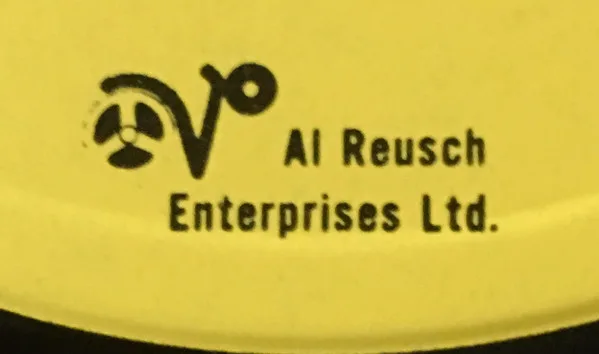 Al Reusch
Enterprises Ltd.